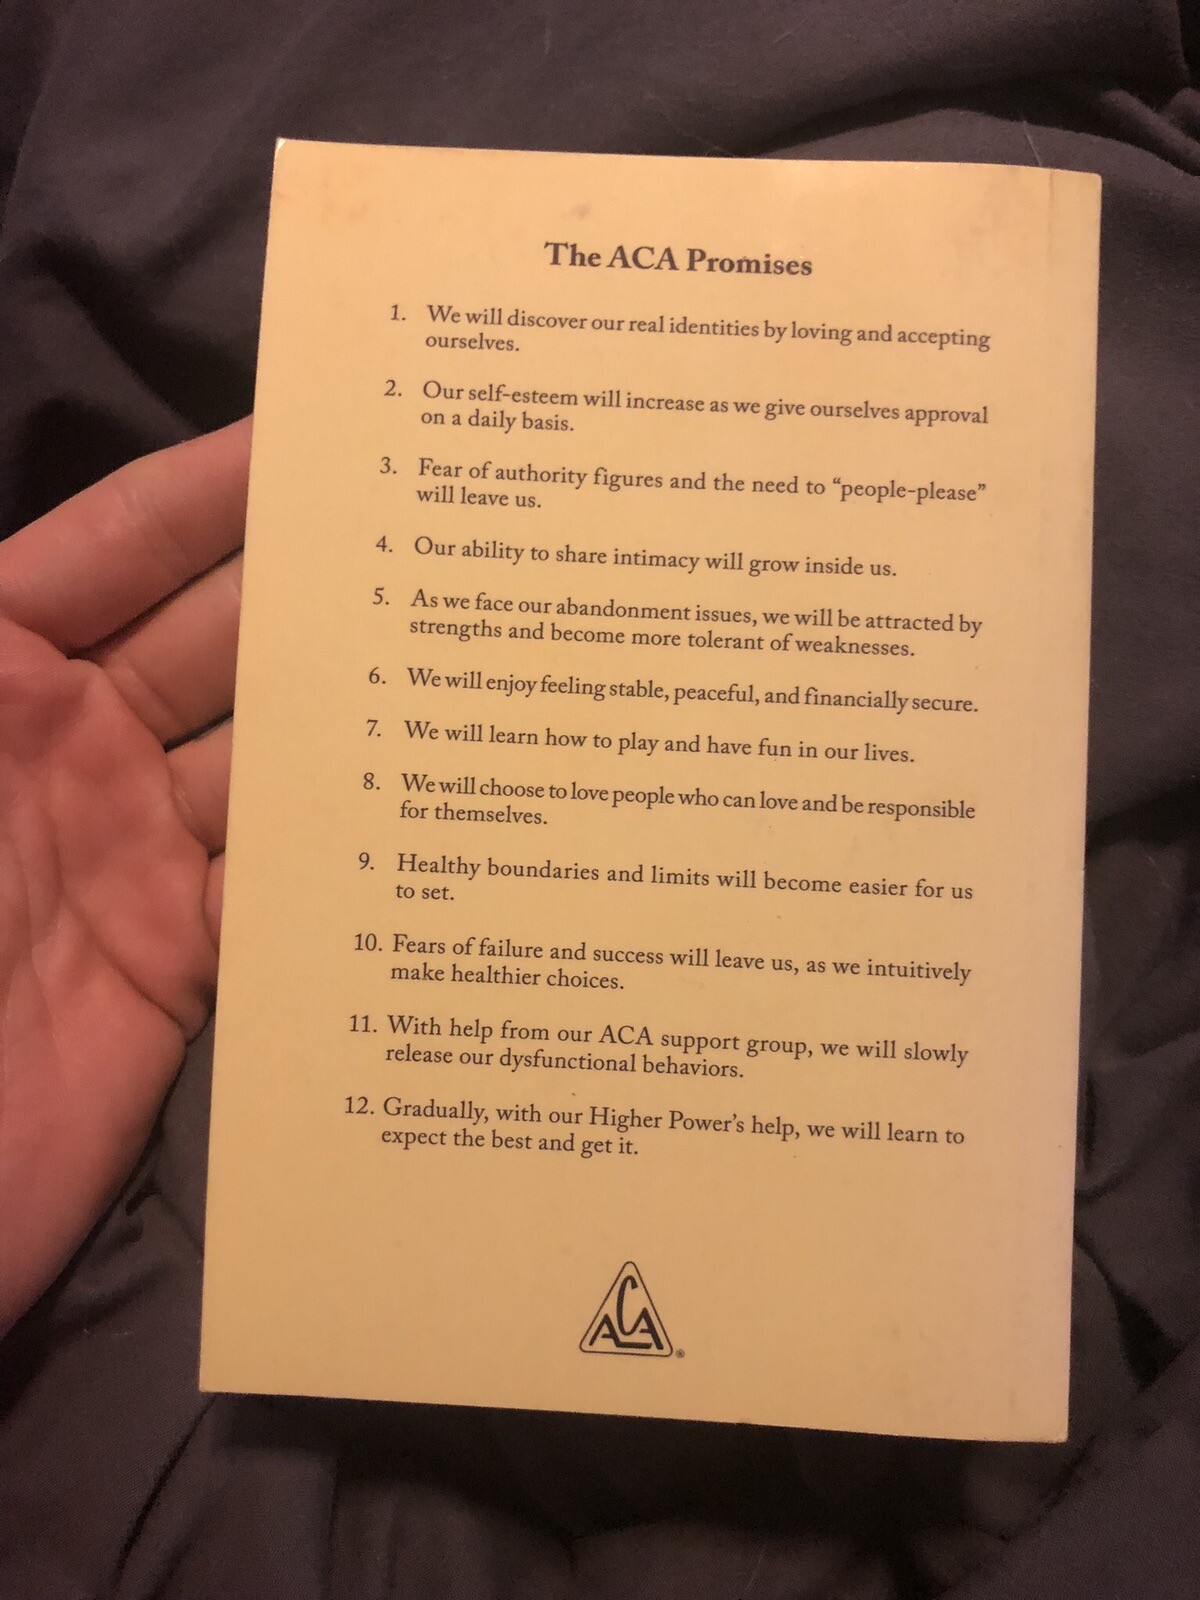 The ACA Promises
1. We will discover our real identities by loving and accepting
ourselves.
2. Our self-esteem will increase as we give ourselves approval
on a daily basis.
3. Fear of authority figures and the need to “people-please”
will leave us.
4. Our ability to share intimacy will grow inside us.
5. As we face our abandonment issues, we will be attracted by
strengths and become more tolerant of weaknesses.
6. We will enjoy feeling stable, peaceful, and financially secure.
7. We will learn how to play and have fun in our lives.
8. We will choose to love people who can love and be responsible
for themselves.
9. Healthy boundaries and limits will become easier for us
to set.
10. Fears of failure and success will leave us, as we intuitively
make healthier choices.
11. With help from our ACA support group, we will slowly
release our dysfunctional behaviors.
12. Gradually, with our Higher Power’s help, we will learn to
expect the best and get it.
ACA®